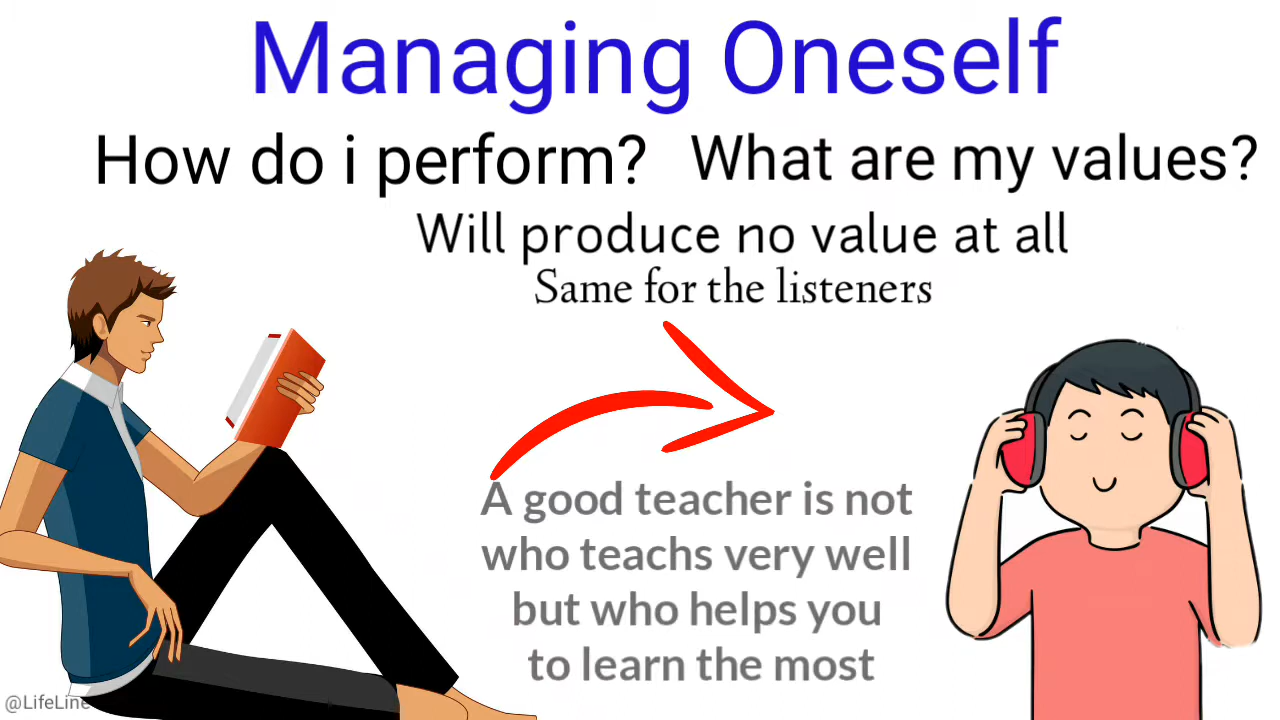 Managing Oneself
How do i perform? What are my values?
Will produce no value at all
Same for the listeners
A good teacher is not
who teachs very well
but who helps you
to learn the most
@LifeLine